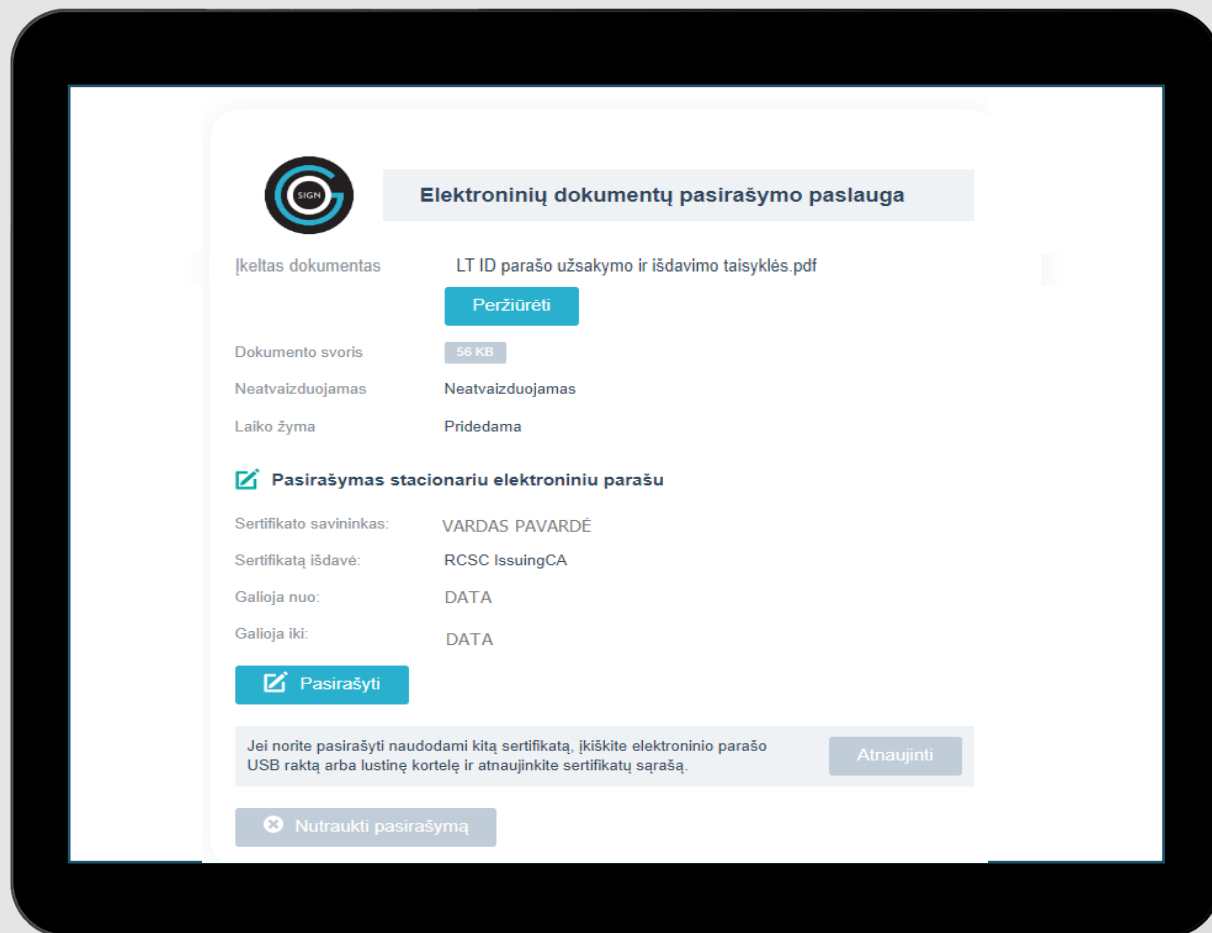 SIGN
Elektroninių dokumentų pasirašymo paslauga
Įkeltas dokumentas LT ID parašo užsakymo ir išdavimo taisyklės.pdf
Peržiūrėti
Dokumento svoris 56 KB
Neatvaizduojamas Neatvaizduojamas
Laiko žyma Pridedama
Pasirašymas stacionariu elektroniniu parašu
Sertifikato savininkas: VARDAS PAVARDĖ
Sertifikatą išdavė: RCSC IssuingCA
Galioja nuo: DATA
Galioja iki: DATA
Pasirašyti
Jei norite pasirašyti naudodami kitą sertifikatą, įkiškite elektroninio parašo
USB raktą arba lustinę kortelę ir atnaujinkite sertifikatų sąrašą.
Atnaujinti
Nutraukti pasirašymą